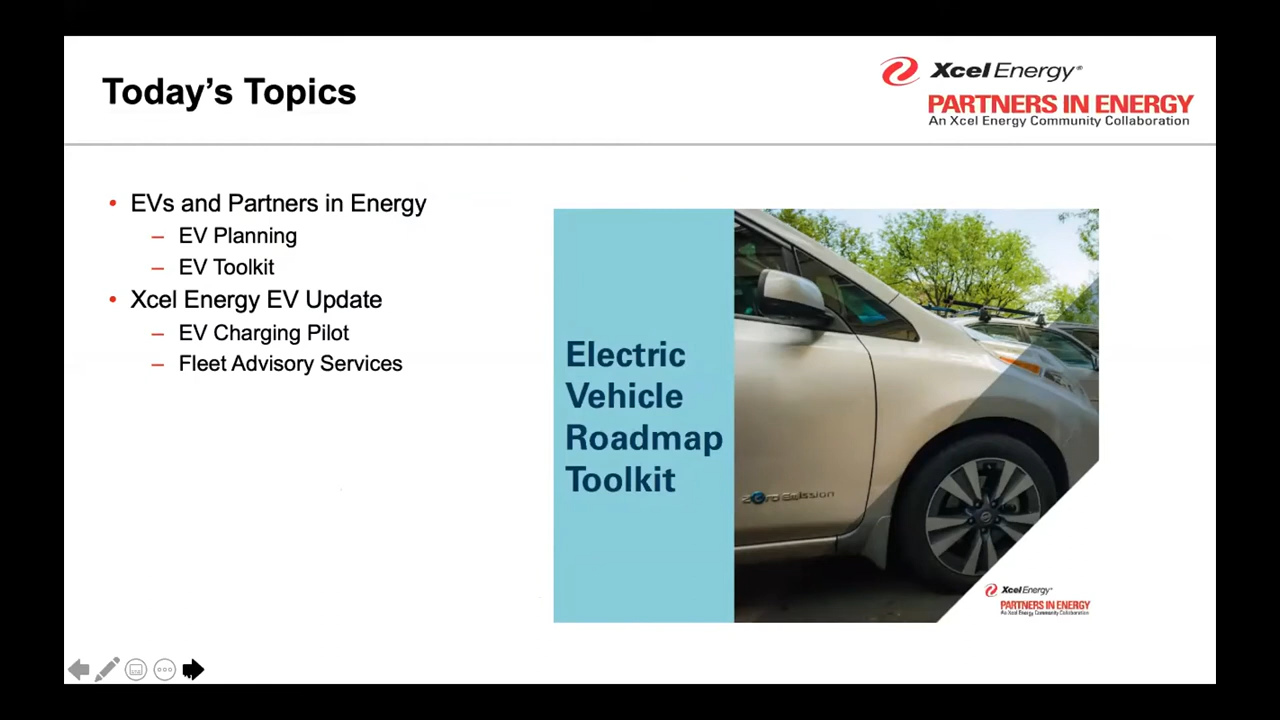 Today's Topics
Xcel Energy®
PARTNERS IN ENERGY
An Xcel Energy Community Collaboration
• EVs and Partners in Energy
– EV Planning
– EV Toolkit
• Xcel Energy EV Update
– EV Charging Pilot
– Fleet Advisory Services
Electric
Vehicle
Roadmap
Toolkit
Zero Emission
Xcel Energy®
PARTNERS IN ENERGY
An Xcel Energy Community Collaboration